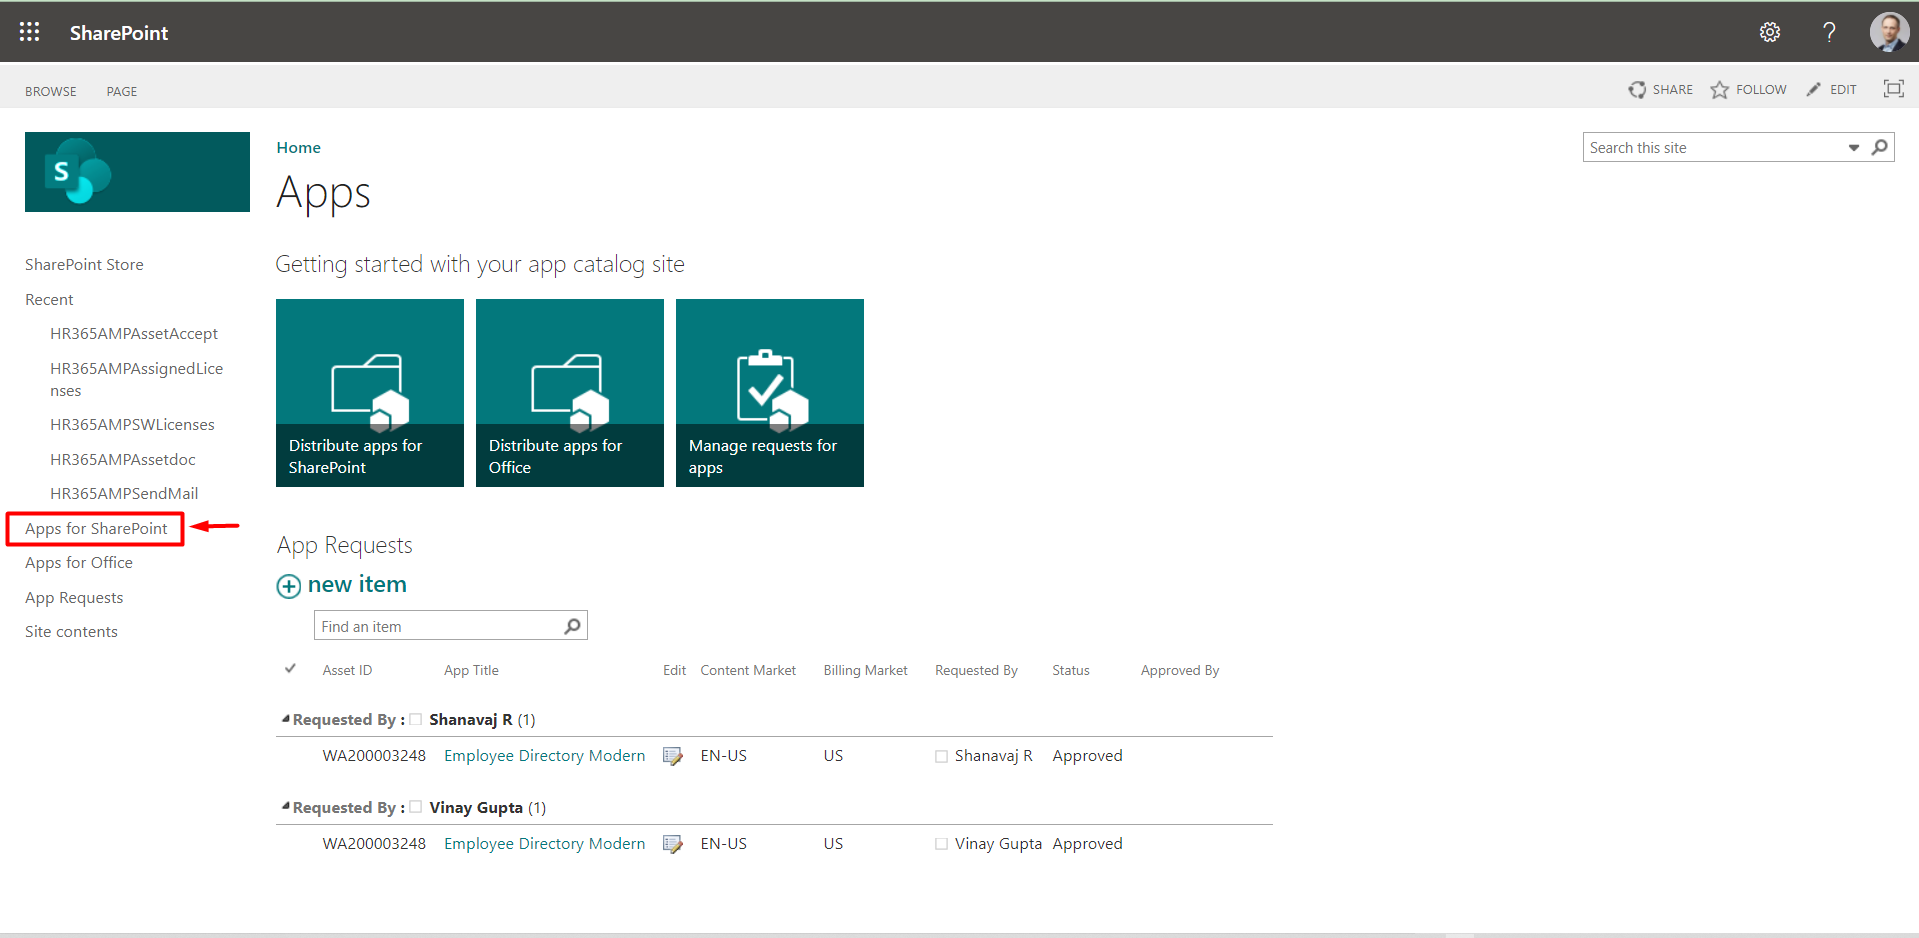 SharePoint
?
BROWSE PAGE
SHARE FOLLOW EDIT
S
Home
Apps
Search this site
SharePoint Store
Recent
HR365AMPAssetAccept
HR365AMPAssignedLice
nses
HR365AMPSWLicenses
HR365AMPAssetdoc
HR365AMPSendMail
Apps for SharePoint
Apps for Office
App Requests
Site contents
Getting started with your app catalog site
Distribute apps for
SharePoint
Distribute apps for
Office
Manage requests for
apps
App Requests
new item
Find an item
Asset ID App Title Edit Content Market Billing Market Requested By Status Approved By
Requested By : Shanavaj R (1)
WA200003248 Employee Directory Modern EN-US US Shanavaj R Approved
Requested By : Vinay Gupta (1)
WA200003248 Employee Directory Modern EN-US US Vinay Gupta Approved